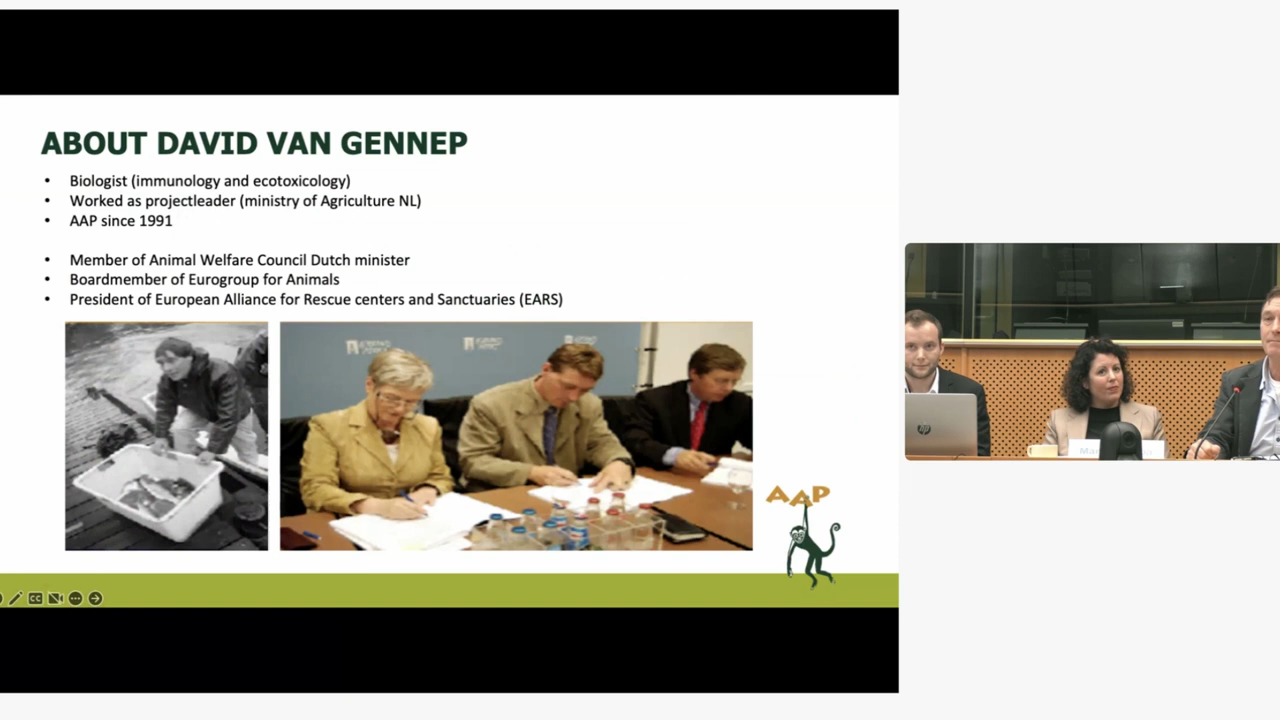 ABOUT DAVID VAN GENNEP
• Biologist (immunology and ecotoxicology)
• Worked as projectleader (ministry of Agriculture NL)
• AAP since 1991
• Member of Animal Welfare Council Dutch minister
• Boardmember of Eurogroup for Animals
• President of European Alliance for Rescue centers and Sanctuaries (EARS)
AAP
CC
hp